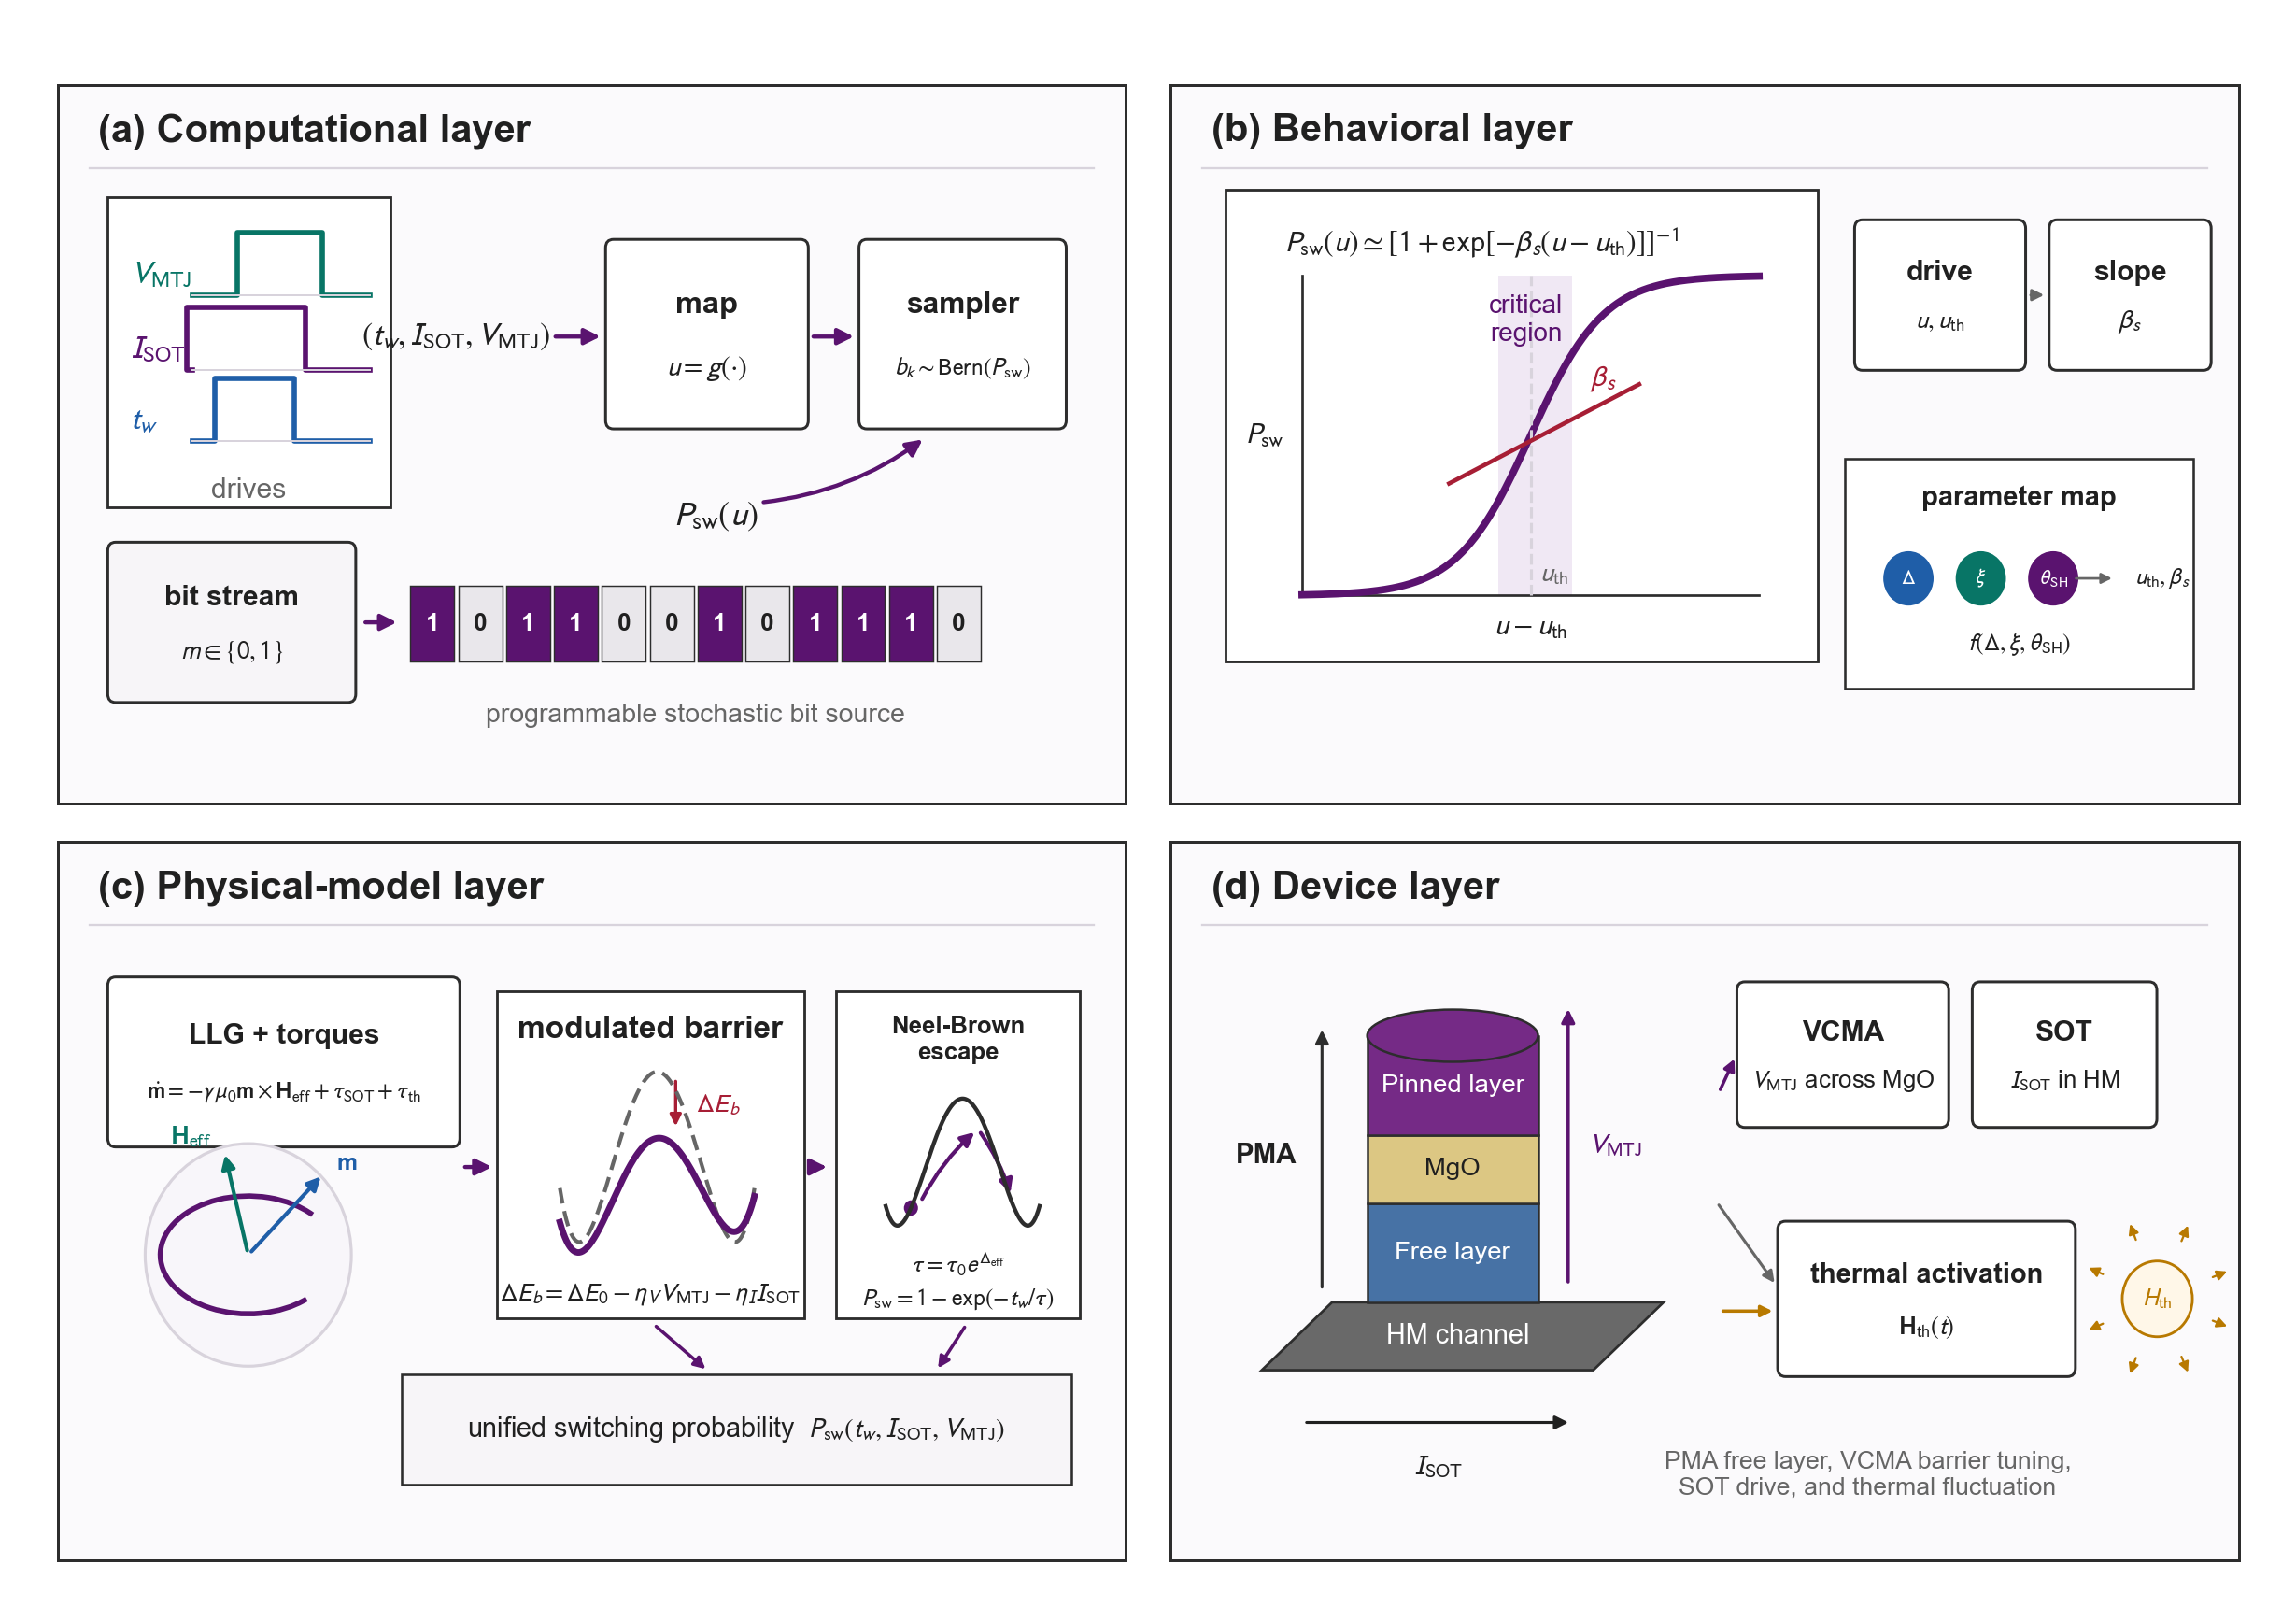 (a) Computational layer
V_MTJ
I_SOT
t_w
drives
(t_w, I_SOT, V_MTJ)
map
u = g(·)
sampler
b_k ~ Bern(P_sw)
P_sw(u)
bit stream
m ∈ {0, 1}
1 0 1 1 0 0 1 0 1 1 1 0
programmable stochastic bit source
(b) Behavioral layer
P_sw(u) ≃ [1 + exp[−β_s(u − u_th)]]^−1
critical
region
β_s
P_sw
u_th
u − u_th
drive
u, u_th
slope
β_s
parameter map
Δ ξ θ_SH u_th, β_s
f(Δ, ξ, θ_SH)
(c) Physical-model layer
LLG + torques
ṁ = −γμ₀m × H_eff + τ_SOT + τ_th
H_eff
m
modulated barrier
ΔE_b
ΔE_b = ΔE_0 − η_V V_MTJ − η_I I_SOT
Neel-Brown
escape
τ = τ_0 e^Δ_eff
P_sw = 1 − exp(−t_w/τ)
unified switching probability P_sw(t_w, I_SOT, V_MTJ)
(d) Device layer
PMA
Pinned layer
MgO
Free layer
HM channel
V_MTJ
I_SOT
VCMA
V_MTJ across MgO
SOT
I_SOT in HM
thermal activation
H_th(t)
H_th
PMA free layer, VCMA barrier tuning,
SOT drive, and thermal fluctuation